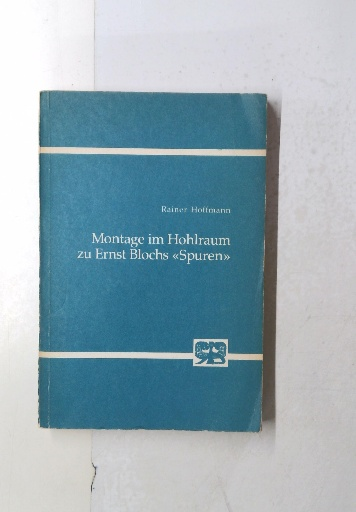 Rainer Hoffmann
Montage im Hohlraum
zu Ernst Blochs «Spuren»